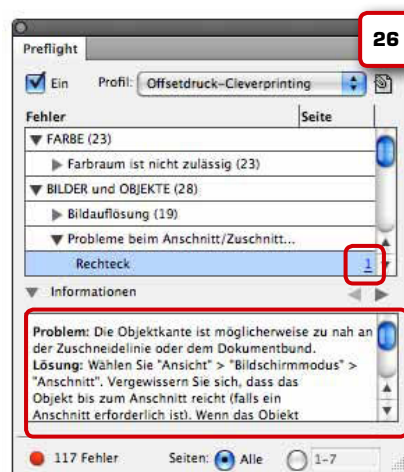 26
Preflight
Ein Profil: Offsetdruck-Cleverprinting
Fehler Seite
FARBE (23)
Farbraum ist nicht zulässig (23)
BILDER und OBJEKTE (28)
Bildauflösung (19)
Probleme beim Anschnitt/Zuschnitt...
Rechteck 1
Informationen
Problem: Die Objektkante ist möglicherweise zu nah an
der Zuschneidelinie oder dem Dokumentbund.
Lösung: Wählen Sie "Ansicht" > "Bildschirmmodus" >
"Anschnitt". Vergewissern Sie sich, dass das
Objekt bis zum Anschnitt reicht (falls ein
Anschnitt erforderlich ist). Wenn das Objekt
117 Fehler Seiten: Alle 1-7